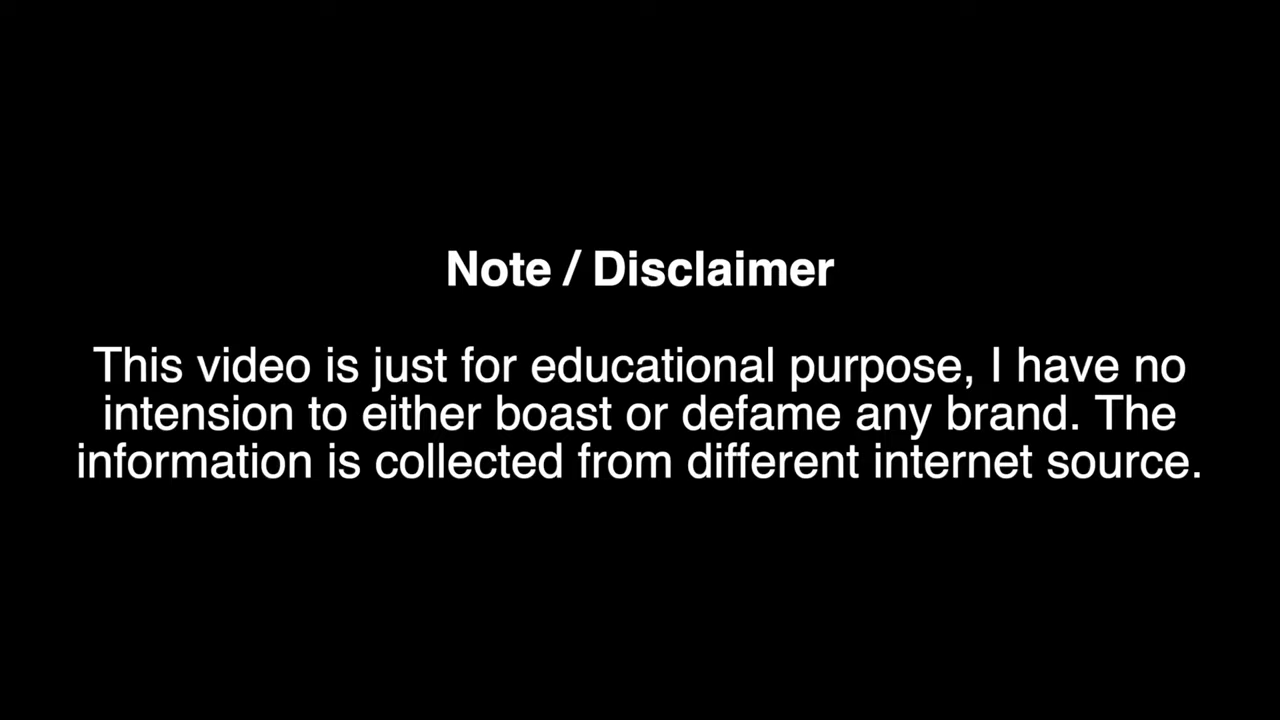 Note / Disclaimer
This video is just for educational purpose, I have no
intension to either boast or defame any brand. The
information is collected from different internet source.